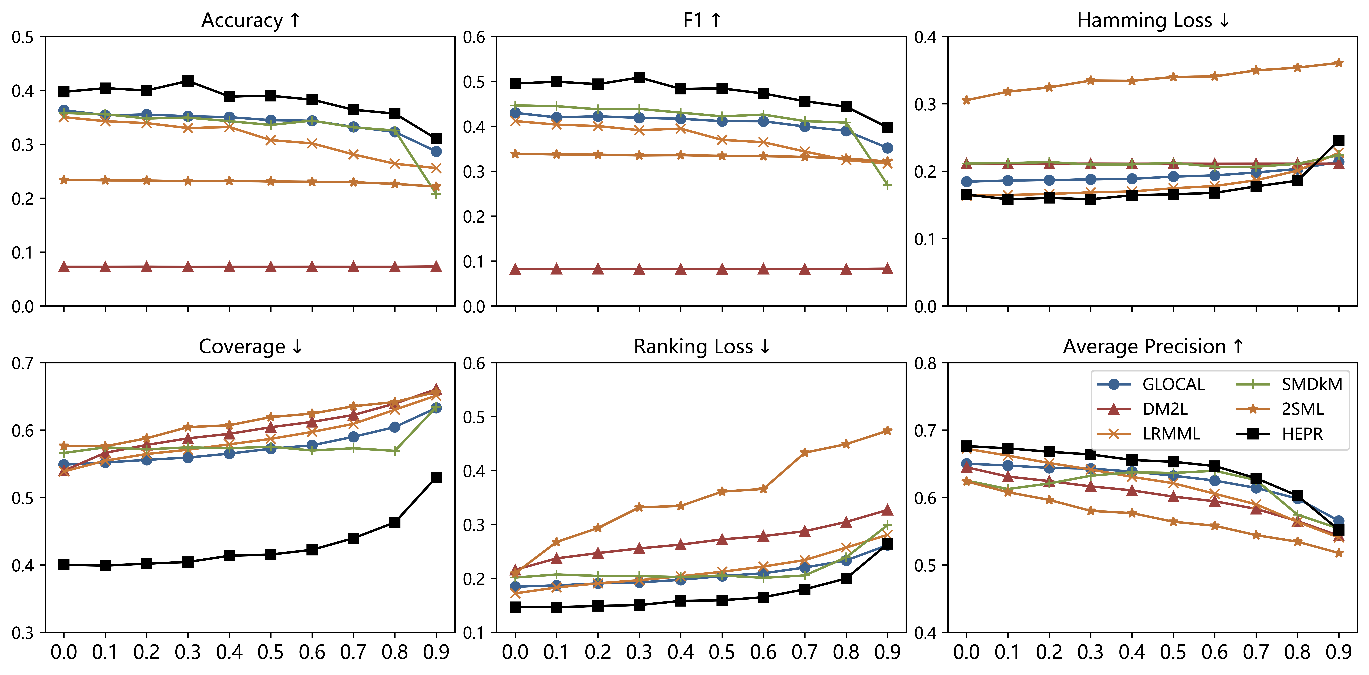 Accuracy ↑
0.5
0.4
0.3
0.2
0.1
0.0
F1 ↑
0.6
0.5
0.4
0.3
0.2
0.1
0.0
Hamming Loss ↓
0.4
0.3
0.2
0.1
0.0
Coverage ↓
0.7
0.6
0.5
0.4
0.3
0.0 0.1 0.2 0.3 0.4 0.5 0.6 0.7 0.8 0.9
Ranking Loss ↓
0.6
0.5
0.4
0.3
0.2
0.1
0.0 0.1 0.2 0.3 0.4 0.5 0.6 0.7 0.8 0.9
Average Precision ↑
0.8
0.7
0.6
0.5
0.4
GLOCAL SMDkM
DM2L 2SML
LRMML HEPR
0.0 0.1 0.2 0.3 0.4 0.5 0.6 0.7 0.8 0.9